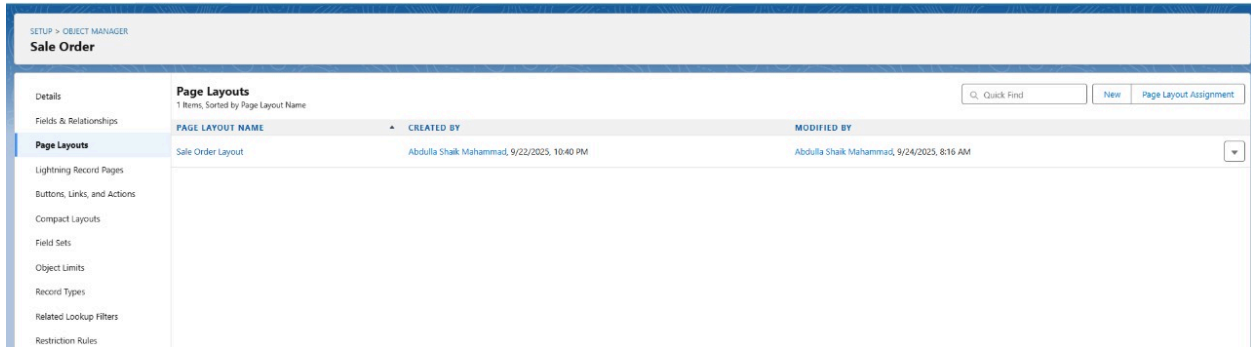 SETUP > OBJECT MANAGER
Sale Order
Details
Fields & Relationships
Page Layouts
Lightning Record Pages
Buttons, Links, and Actions
Compact Layouts
Field Sets
Object Limits
Record Types
Related Lookup Filters
Restriction Rules
Page Layouts
1 Items, Sorted by Page Layout Name
Quick Find
New
Page Layout Assignment
PAGE LAYOUT NAME CREATED BY MODIFIED BY
Sale Order Layout Abdulla Shaik Mahammad, 9/22/2025, 10:40 PM Abdulla Shaik Mahammad, 9/24/2025, 8:16 AM